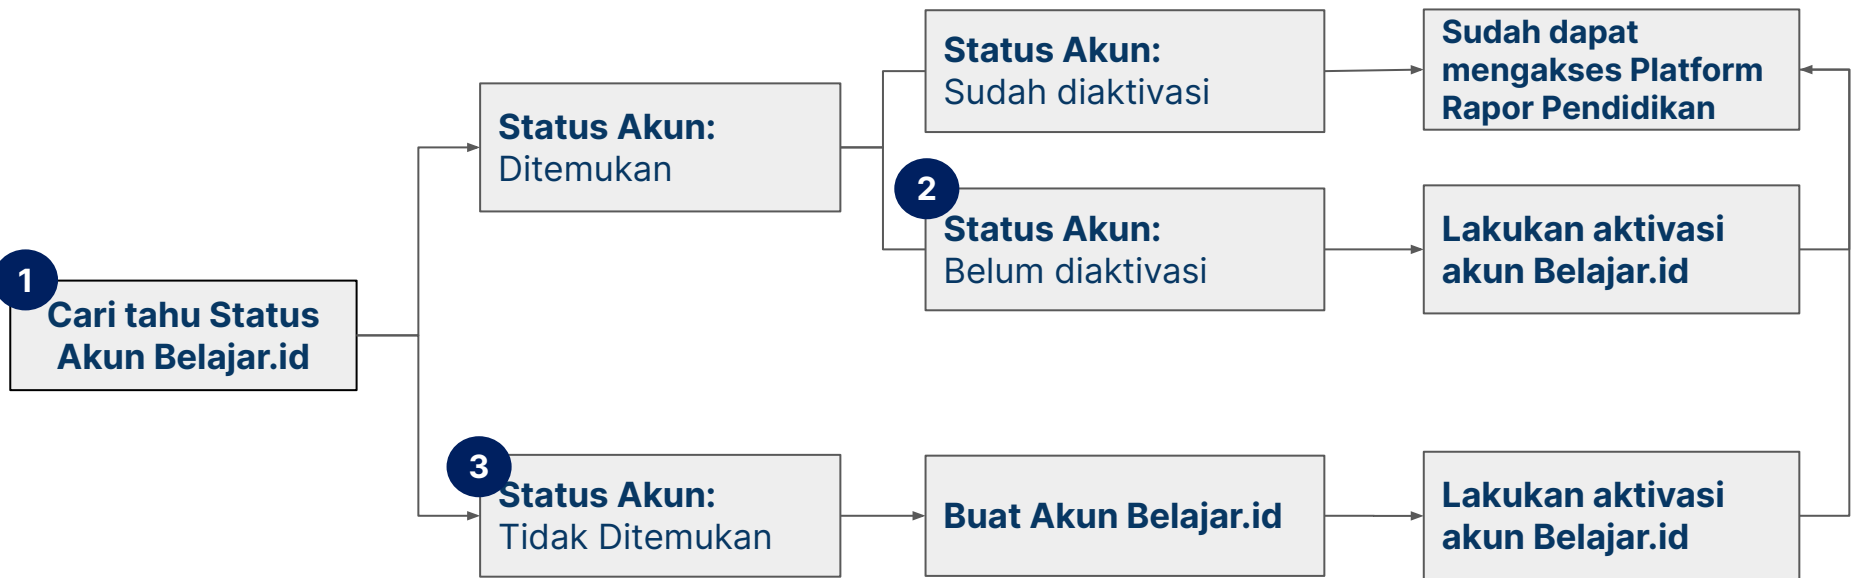 1
Cari tahu Status
Akun Belajar.id
Status Akun:
Ditemukan
Status Akun:
Sudah diaktivasi
Sudah dapat
mengakses Platform
Rapor Pendidikan
2
Status Akun:
Belum diaktivasi
Lakukan aktivasi
akun Belajar.id
3
Status Akun:
Tidak Ditemukan
Buat Akun Belajar.id
Lakukan aktivasi
akun Belajar.id